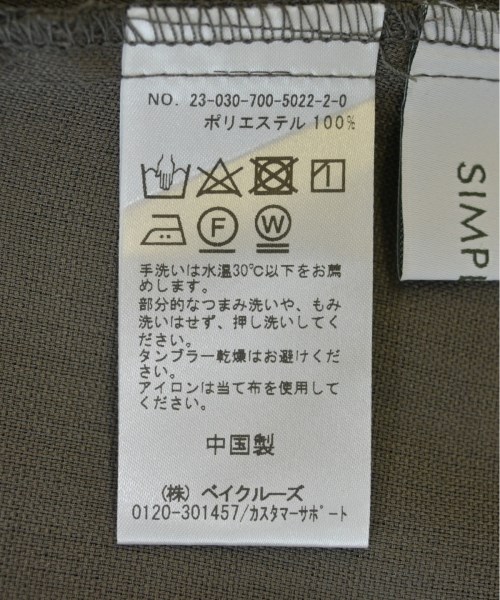 NO. 23-030-700-5022-2-0
ポリエステル 100%
F
W
手洗いは水温30℃以下をお薦
めします。
部分的なつまみ洗いや、もみ
洗いはせず、押し洗いしてく
ださい。
タンブラー乾燥はお避けくだ
さい。
アイロンは当て布を使用して
ください。
中国製
(株) ベイクルーズ
0120-301457/カスタマーサポート
SIMP